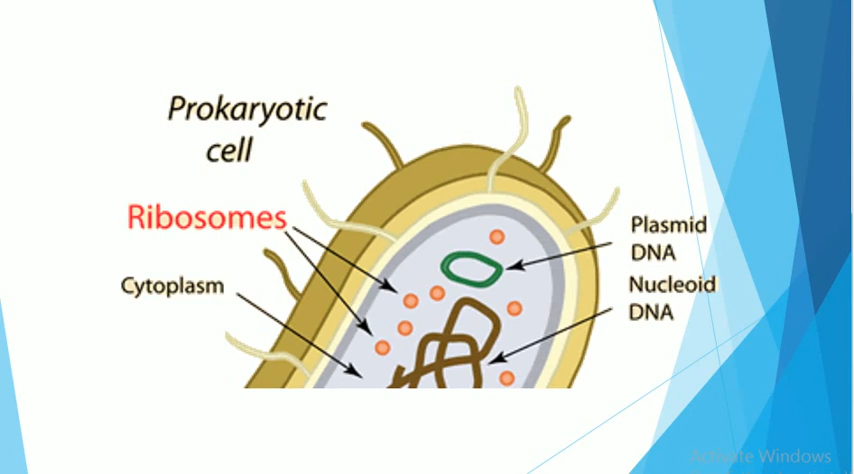 Prokaryotic
cell
Ribosomes
Cytoplasm
Plasmid
DNA
Nucleoid
DNA
Activate Windows